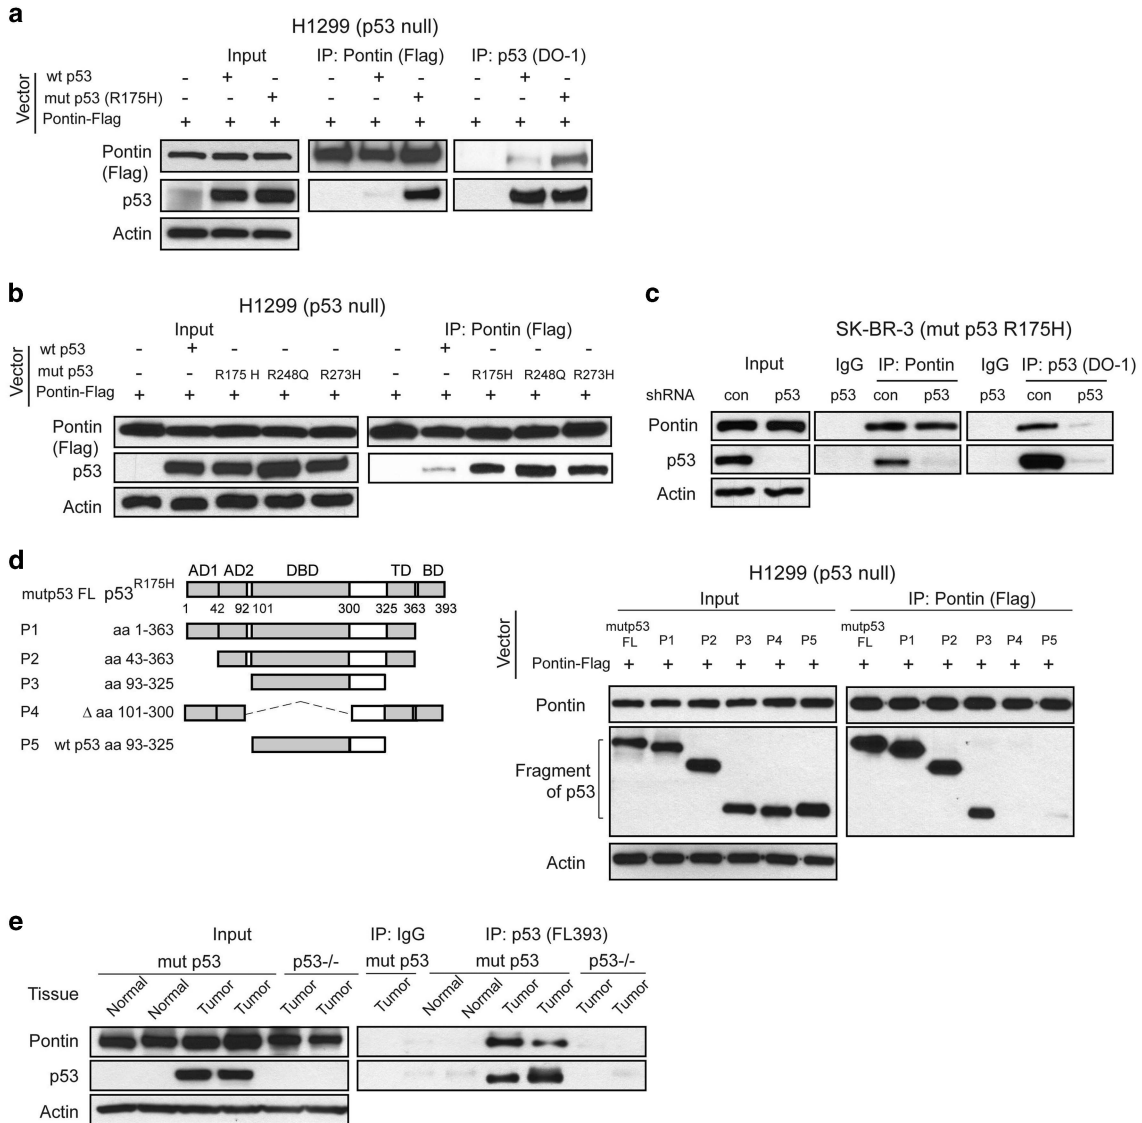 a
H1299 (p53 null)
Input IP: Pontin (Flag) IP: p53 (DO-1)
Vector
wt p53 - + - - + - - + -
mut p53 (R175H) - - + - - + - - +
Pontin-Flag + + + + + + + + +
Pontin
(Flag)
p53
Actin
b
H1299 (p53 null)
Input IP: Pontin (Flag)
Vector
wt p53 - + - - - - + - - -
mut p53 - - R175 H R248Q R273H - - R175H R248Q R273H
Pontin-Flag + + + + + + + + + +
Pontin
(Flag)
p53
Actin
c
SK-BR-3 (mut p53 R175H)
Input IgG IP: Pontin IgG IP: p53 (DO-1)
shRNA con p53 p53 con p53 p53 con p53
Pontin
p53
Actin
d
AD1 AD2 DBD TD BD
mutp53 FL p53R175H
1 42 92 101 300 325 363 393
P1 aa 1-363
P2 aa 43-363
P3 aa 93-325
P4 Δ aa 101-300
P5 wt p53 aa 93-325
H1299 (p53 null)
Input IP: Pontin (Flag)
Vector
mutp53 FL P1 P2 P3 P4 P5 mutp53 FL P1 P2 P3 P4 P5
Pontin-Flag + + + + + + + + + + + +
Pontin
Fragment
of p53
Actin
e
Input IP: IgG IP: p53 (FL393)
mut p53 p53-/- mut p53 mut p53 p53-/-
Tissue Normal Normal Tumor Tumor Tumor Tumor Tumor Normal Normal Tumor Tumor Tumor Tumor
Pontin
p53
Actin